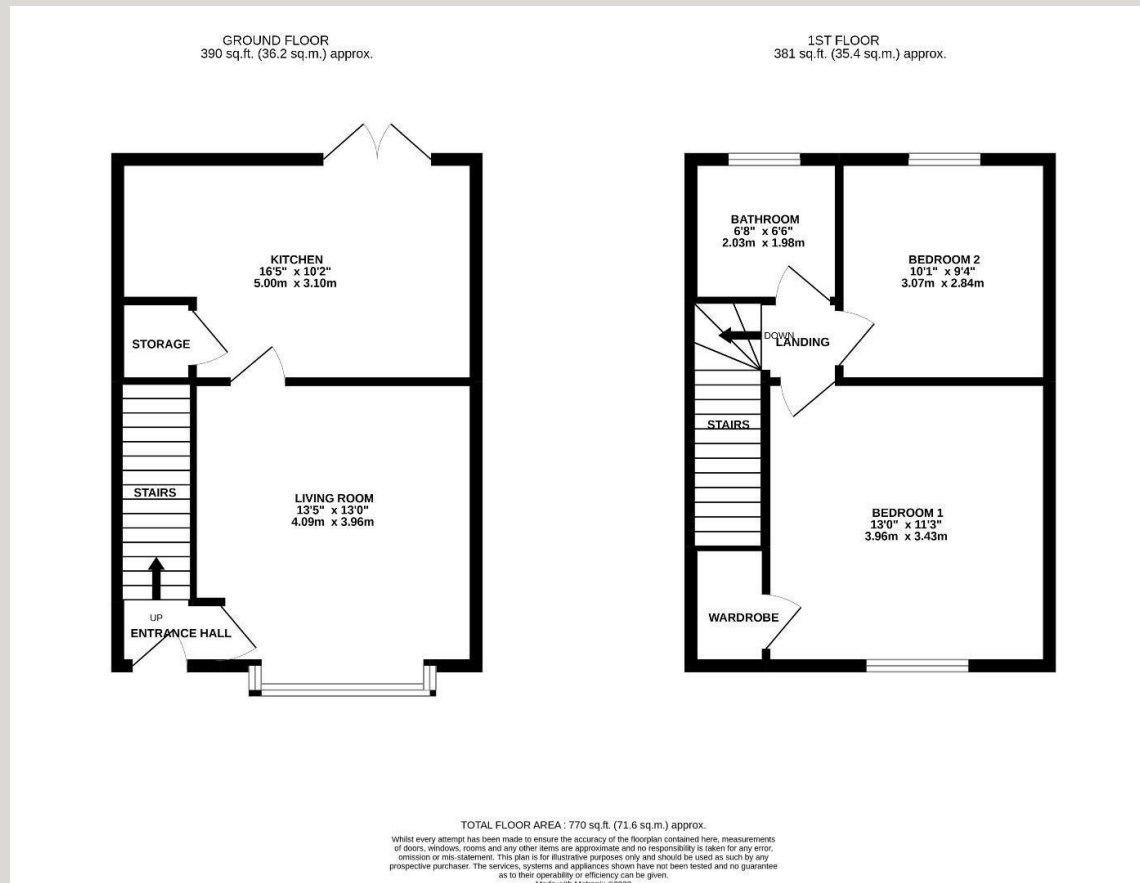 GROUND FLOOR
390 sq.ft. (36.2 sq.m.) approx.
1ST FLOOR
381 sq.ft. (35.4 sq.m.) approx.
KITCHEN
16'5" x 10'2"
5.00m x 3.10m
STORAGE
STAIRS
LIVING ROOM
13'5" x 13'0"
4.09m x 3.96m
UP
ENTRANCE HALL
BATHROOM
6'8" x 6'6"
2.03m x 1.98m
BEDROOM 2
10'1" x 9'4"
3.07m x 2.84m
DOWN
LANDING
STAIRS
BEDROOM 1
13'0" x 11'3"
3.96m x 3.43m
WARDROBE
TOTAL FLOOR AREA : 770 sq.ft. (71.6 sq.m.) approx.
Whilst every attempt has been made to ensure the accuracy of the floorplan contained here, measurements
of doors, windows, rooms and any other items are approximate and no responsibility is taken for any error,
omission or mis-statement. This plan is for illustrative purposes only and should be used as such by any
prospective purchaser. The services, systems and appliances shown have not been tested and no guarantee
as to their operability or efficiency can be given.
Made with Metropix